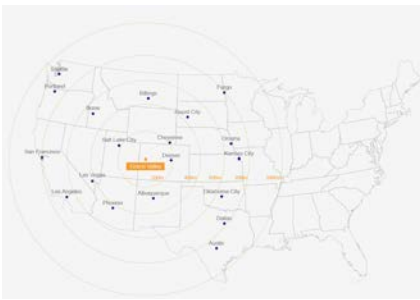 Seattle
Portland
Billings
Fargo
Boise
Rapid City
Salt Lake City
Cheyenne
Omaha
San Francisco
Denver
Kansas City
Las Vegas
Los Angeles
Phoenix
Albuquerque
Oklahoma City
Dallas
Austin